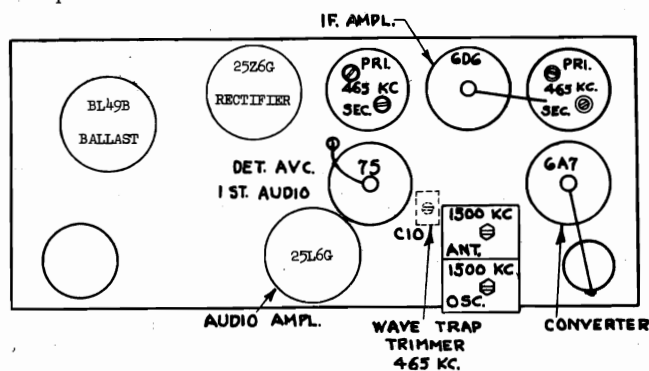 IF. AMPL.
BL49B
BALLAST
25Z6G
RECTIFIER
PRI.
465 KC
SEC.
6D6
PRI.
465 KC.
SEC.
DET. AVC.
1 ST. AUDIO
75
6A7
25L6G
C10
1500 KC
ANT.
1500 KC.
OSC.
AUDIO AMPL.
WAVE TRAP
TRIMMER
465 KC.
CONVERTER